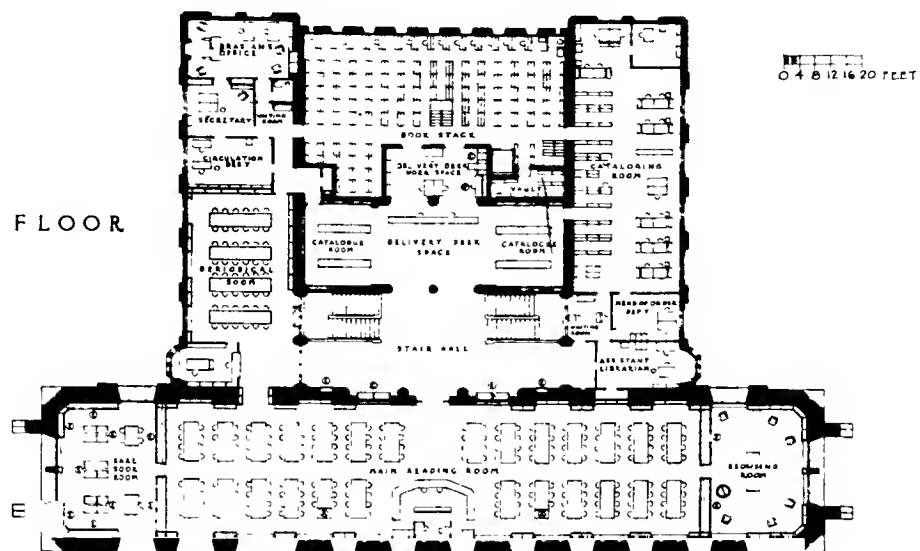 OFFICE
SECRETARY
WAITING
ROOM
CIRCULATION
DEPT
BOOK STACK
DELIVERY DESK
WORK SPACE
VAULT
CATALOGING
ROOM
0 4 8 12 16 20 FEET
FLOOR
PERIODICAL
ROOM
CATALOGUE
ROOM
DELIVERY DESK
SPACE
CATALOGUE
ROOM
STAIR HALL
HEAD OF ORDER
DEPT
WAITING
ROOM
ASSISTANT
LIBRARIAN
RARE
BOOK
ROOM
MAIN READING ROOM
BROWSING
ROOM
E